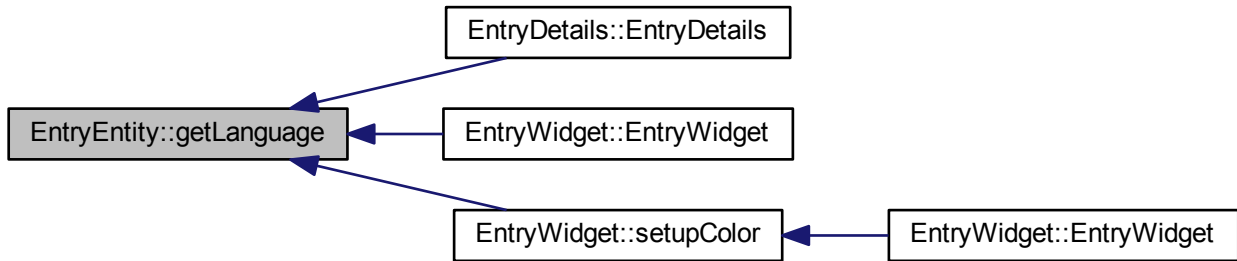 EntryDetails::EntryDetails
EntryEntity::getLanguage
EntryWidget::EntryWidget
EntryWidget::setupColor
EntryWidget::EntryWidget